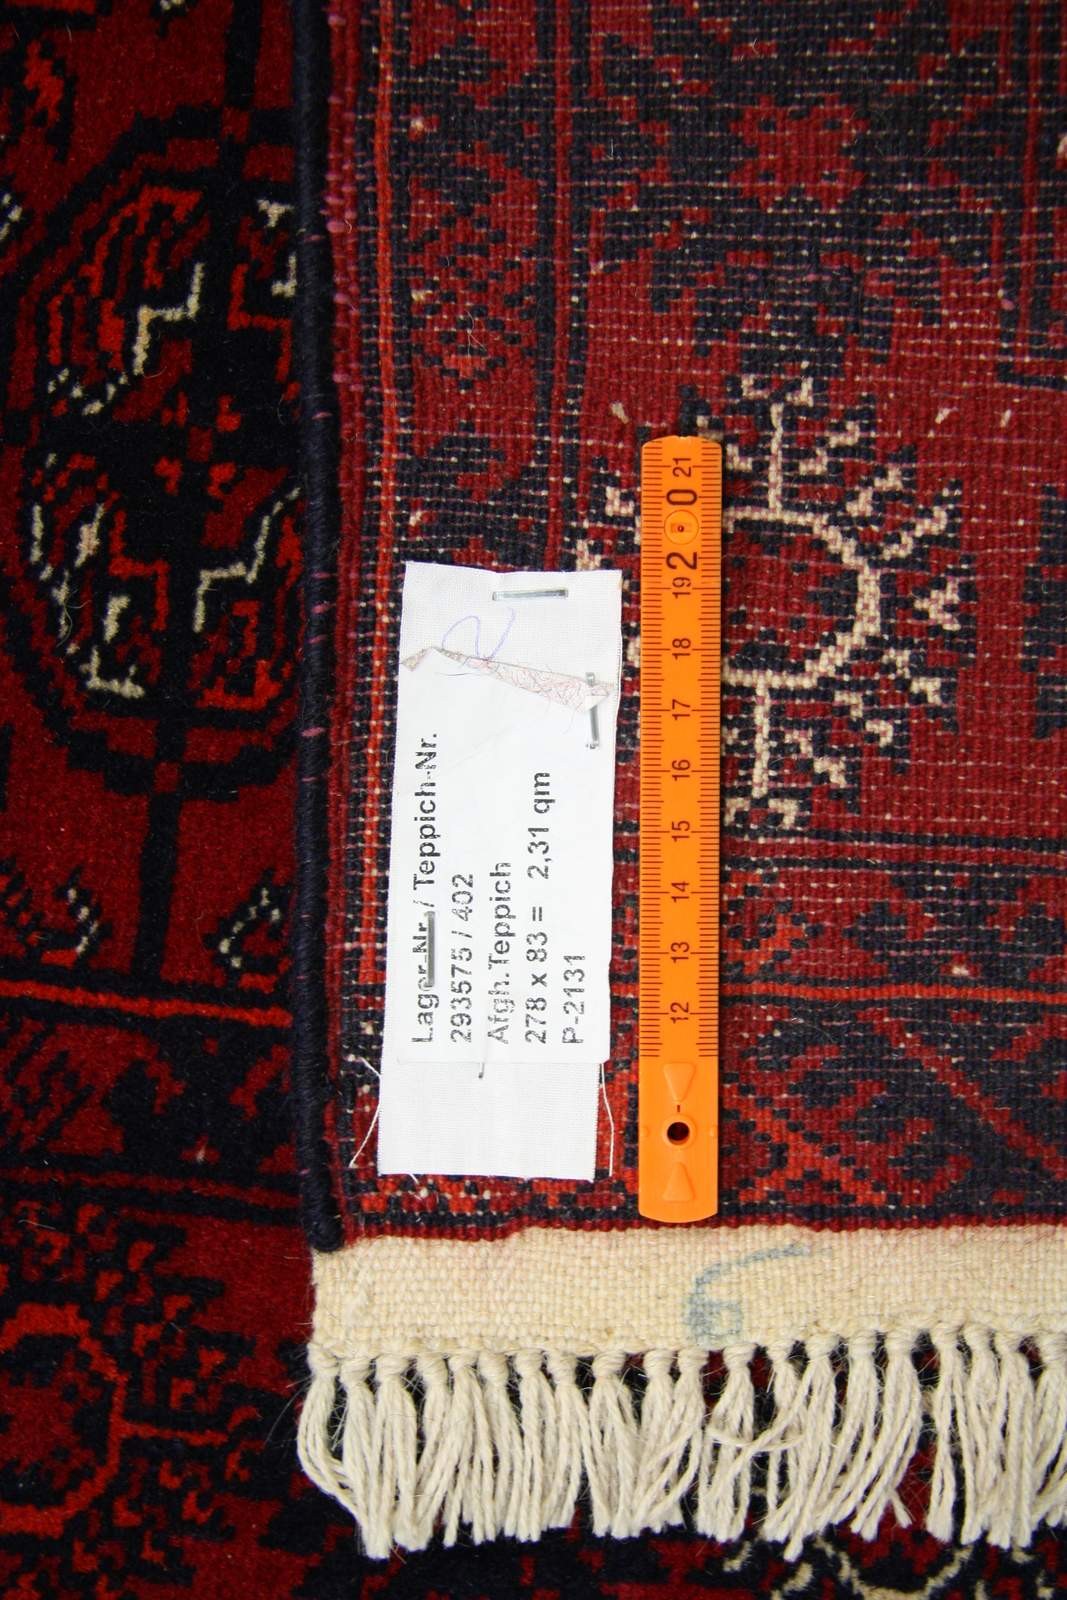 2
Lager-Nr. / Teppich-Nr.
293575 / 402
Afgh.Teppich
278 x 83 = 2,31 qm
P-2131
21
20
19
18
17
16
15
14
13
12